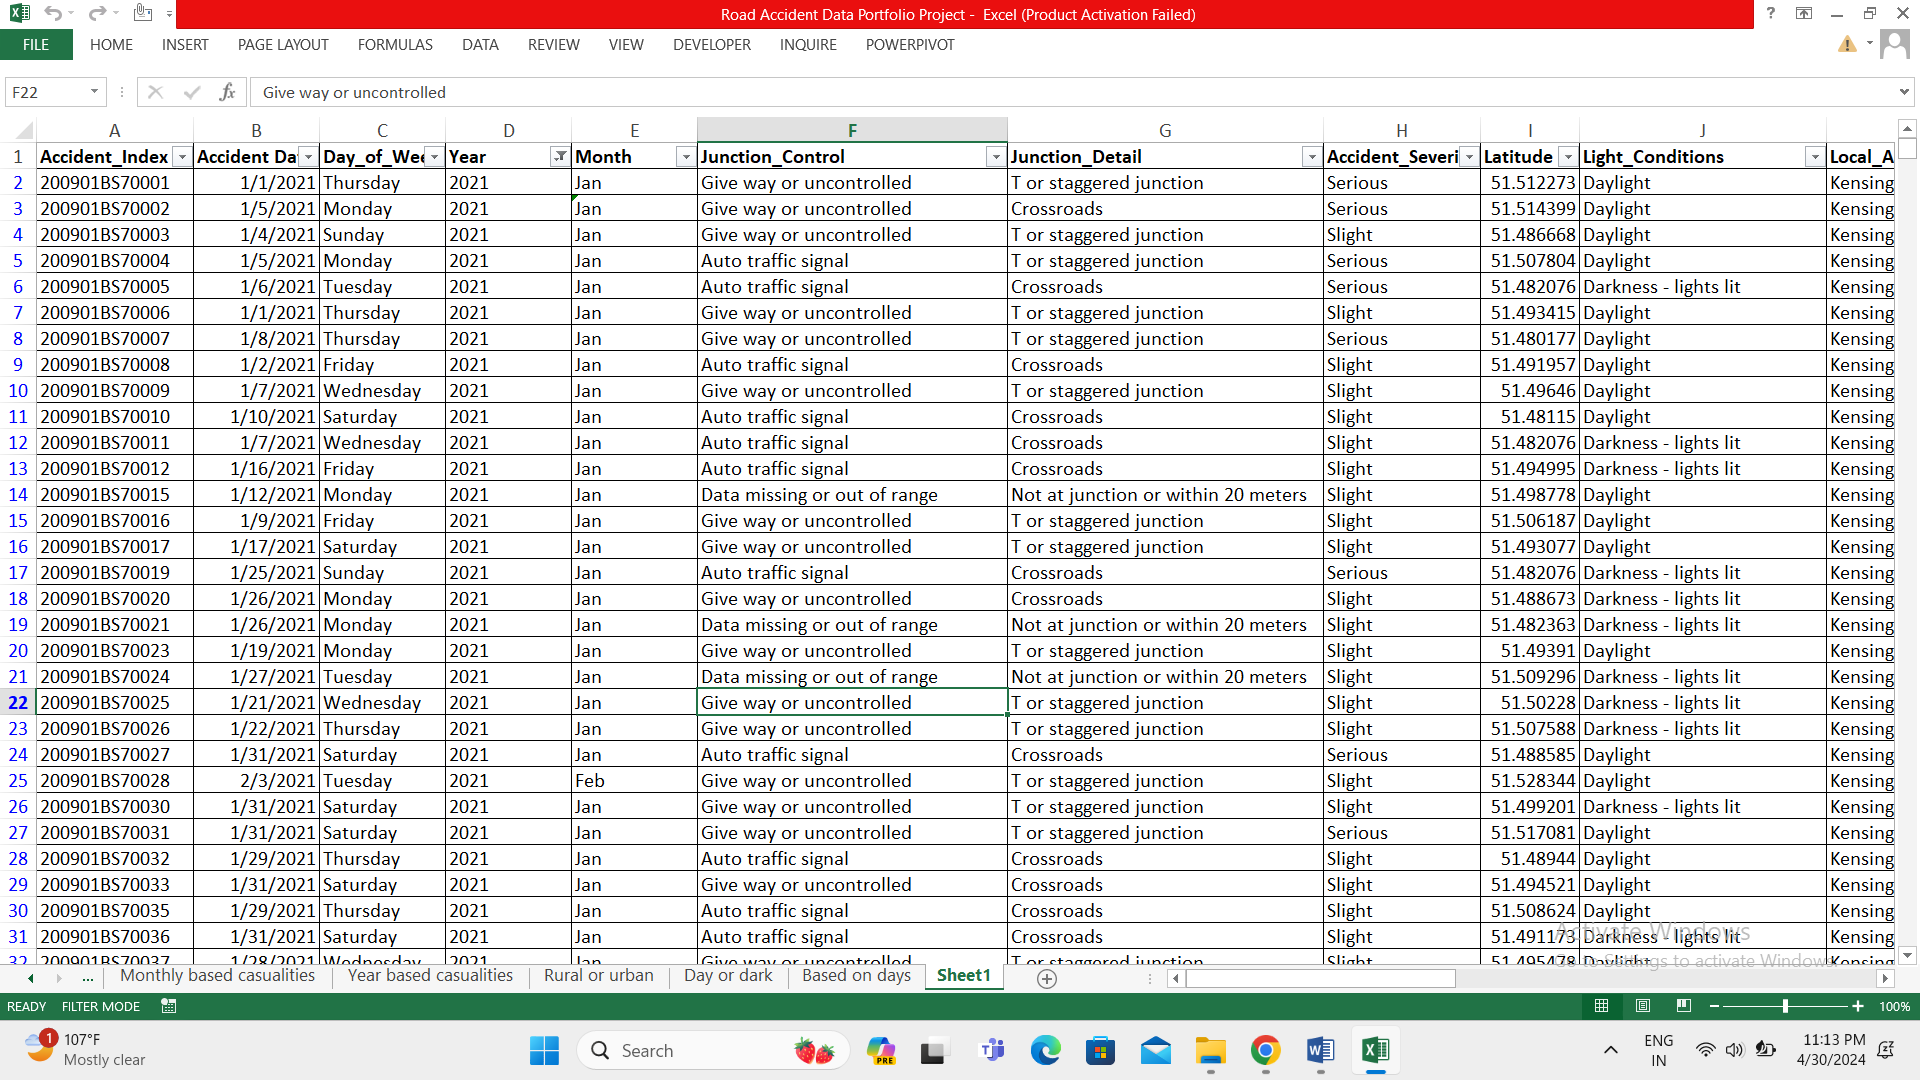 Road Accident Data Portfolio Project - Excel (Product Activation Failed)
FILE HOME INSERT PAGE LAYOUT FORMULAS DATA REVIEW VIEW DEVELOPER INQUIRE POWERPIVOT
F22 fx Give way or uncontrolled
A B C D E F G H I J
1 Accident_Index Accident Da Day_of_Wee Year Month Junction_Control Junction_Detail Accident_Severi Latitude Light_Conditions Local_A
2 200901BS70001 1/1/2021 Thursday 2021 Jan Give way or uncontrolled T or staggered junction Serious 51.512273 Daylight Kensing
3 200901BS70002 1/5/2021 Monday 2021 Jan Give way or uncontrolled Crossroads Serious 51.514399 Daylight Kensing
4 200901BS70003 1/4/2021 Sunday 2021 Jan Give way or uncontrolled T or staggered junction Slight 51.486668 Daylight Kensing
5 200901BS70004 1/5/2021 Monday 2021 Jan Auto traffic signal T or staggered junction Serious 51.507804 Daylight Kensing
6 200901BS70005 1/6/2021 Tuesday 2021 Jan Auto traffic signal Crossroads Serious 51.482076 Darkness - lights lit Kensing
7 200901BS70006 1/1/2021 Thursday 2021 Jan Give way or uncontrolled T or staggered junction Slight 51.493415 Daylight Kensing
8 200901BS70007 1/8/2021 Thursday 2021 Jan Give way or uncontrolled T or staggered junction Serious 51.480177 Daylight Kensing
9 200901BS70008 1/2/2021 Friday 2021 Jan Auto traffic signal Crossroads Slight 51.491957 Daylight Kensing
10 200901BS70009 1/7/2021 Wednesday 2021 Jan Give way or uncontrolled T or staggered junction Slight 51.49646 Daylight Kensing
11 200901BS70010 1/10/2021 Saturday 2021 Jan Auto traffic signal Crossroads Slight 51.48115 Daylight Kensing
12 200901BS70011 1/7/2021 Wednesday 2021 Jan Auto traffic signal Crossroads Slight 51.482076 Darkness - lights lit Kensing
13 200901BS70012 1/16/2021 Friday 2021 Jan Auto traffic signal Crossroads Slight 51.494995 Darkness - lights lit Kensing
14 200901BS70015 1/12/2021 Monday 2021 Jan Data missing or out of range Not at junction or within 20 meters Slight 51.498778 Daylight Kensing
15 200901BS70016 1/9/2021 Friday 2021 Jan Give way or uncontrolled T or staggered junction Slight 51.506187 Daylight Kensing
16 200901BS70017 1/17/2021 Saturday 2021 Jan Give way or uncontrolled T or staggered junction Slight 51.493077 Daylight Kensing
17 200901BS70019 1/25/2021 Sunday 2021 Jan Auto traffic signal Crossroads Serious 51.482076 Darkness - lights lit Kensing
18 200901BS70020 1/26/2021 Monday 2021 Jan Give way or uncontrolled Crossroads Slight 51.488673 Darkness - lights lit Kensing
19 200901BS70021 1/26/2021 Monday 2021 Jan Data missing or out of range Not at junction or within 20 meters Slight 51.482363 Darkness - lights lit Kensing
20 200901BS70023 1/19/2021 Monday 2021 Jan Give way or uncontrolled T or staggered junction Slight 51.49391 Daylight Kensing
21 200901BS70024 1/27/2021 Tuesday 2021 Jan Data missing or out of range Not at junction or within 20 meters Slight 51.509296 Darkness - lights lit Kensing
22 200901BS70025 1/21/2021 Wednesday 2021 Jan Give way or uncontrolled T or staggered junction Slight 51.50228 Darkness - lights lit Kensing
23 200901BS70026 1/22/2021 Thursday 2021 Jan Give way or uncontrolled T or staggered junction Slight 51.507588 Darkness - lights lit Kensing
24 200901BS70027 1/31/2021 Saturday 2021 Jan Auto traffic signal Crossroads Serious 51.488585 Daylight Kensing
25 200901BS70028 2/3/2021 Tuesday 2021 Feb Give way or uncontrolled T or staggered junction Slight 51.528344 Daylight Kensing
26 200901BS70030 1/31/2021 Saturday 2021 Jan Give way or uncontrolled T or staggered junction Slight 51.499201 Darkness - lights lit Kensing
27 200901BS70031 1/31/2021 Saturday 2021 Jan Give way or uncontrolled T or staggered junction Serious 51.517081 Daylight Kensing
28 200901BS70032 1/29/2021 Thursday 2021 Jan Auto traffic signal Crossroads Slight 51.48944 Daylight Kensing
29 200901BS70033 1/31/2021 Saturday 2021 Jan Give way or uncontrolled Crossroads Slight 51.494521 Daylight Kensing
30 200901BS70035 1/29/2021 Thursday 2021 Jan Auto traffic signal Crossroads Slight 51.508624 Daylight Kensing
31 200901BS70036 1/31/2021 Saturday 2021 Jan Auto traffic signal Crossroads Slight 51.491173 Darkness - lights lit Kensing
32 200901BS70037 1/28/2021 Wednesday 2021 Jan Give way or uncontrolled T or staggered junction Slight 51.495478 Daylight Kensing
Activate Windows
Go to Settings to activate Windows.
... Monthly based casualities Year based casualities Rural or urban Day or dark Based on days Sheet1
READY FILTER MODE 100%
1 107°F
Mostly clear
Search
PRE
ENG
IN
11:13 PM
4/30/2024